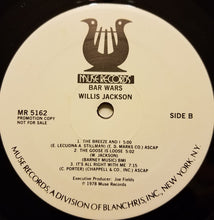 MUSE RECORDS
BAR WARS
WILLIS JACKSON
MR 5162
PROMOTION COPY
NOT FOR SALE
SIDE B
1. THE BREEZE AND I 5:00
(E. LECUONA A. STILLMAN) (E. B. MARKS CO.) ASCAP
2. THE GOOSE IS LOOSE 5:50
(W. JACKSON)
(BARNEY MUSIC) BMI
3. IT'S ALL RIGHT WITH ME 7:00
(C. PORTER) (CHAPPELL & CO., INC.) ASCAP
Executive Producer: Joe Fields
℗ 1978 Muse Records
MUSE RECORDS, A DIVISION OF BLANCHRIS, INC., NEW YORK, N.Y.